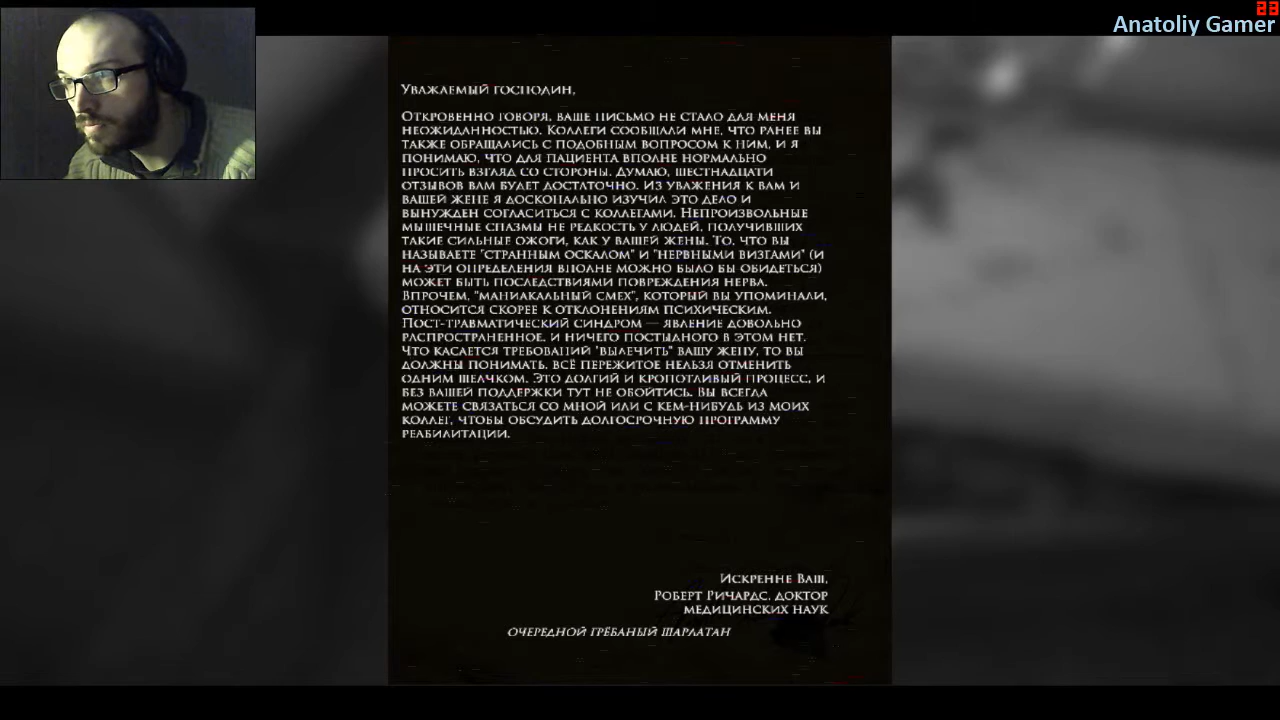 23
Anatoliy Gamer
Уважаемый господин,
Откровенно говоря, ваше письмо не стало для меня
неожиданностью. Коллеги сообщали мне, что ранее вы
также обращались с подобным вопросом к ним, и я
понимаю, что для пациента вполне нормально
просить взгляд со стороны. Думаю, шестнадцати
отзывов вам будет достаточно. Из уважения к вам и
вашей жене я досконально изучил это дело и
вынужден согласиться с коллегами. Непроизвольные
мышечные спазмы не редкость у людей, получивших
такие сильные ожоги, как у вашей жены. То, что вы
называете "странным оскалом" и "нервными визгами" (и
на эти определения вполне можно было бы обидеться)
может быть последствиями повреждения нерва.
Впрочем, "маниакальный смех", который вы упоминали,
относится скорее к отклонениям психическим.
Пост-травматический синдром — явление довольно
распространенное, и ничего постыдного в этом нет.
Что касается требований "вылечить" вашу жену, то вы
должны понимать, всё пережитое нельзя отменить
одним щелчком. Это долгий и кропотливый процесс, и
без вашей поддержки тут не обойтись. Вы всегда
можете связаться со мной или с кем-нибудь из моих
коллег, чтобы обсудить долгосрочную программу
реабилитации.
Искренне Ваш,
Роберт Ричардс, доктор
медицинских наук
очередной грёбаный шарлатан